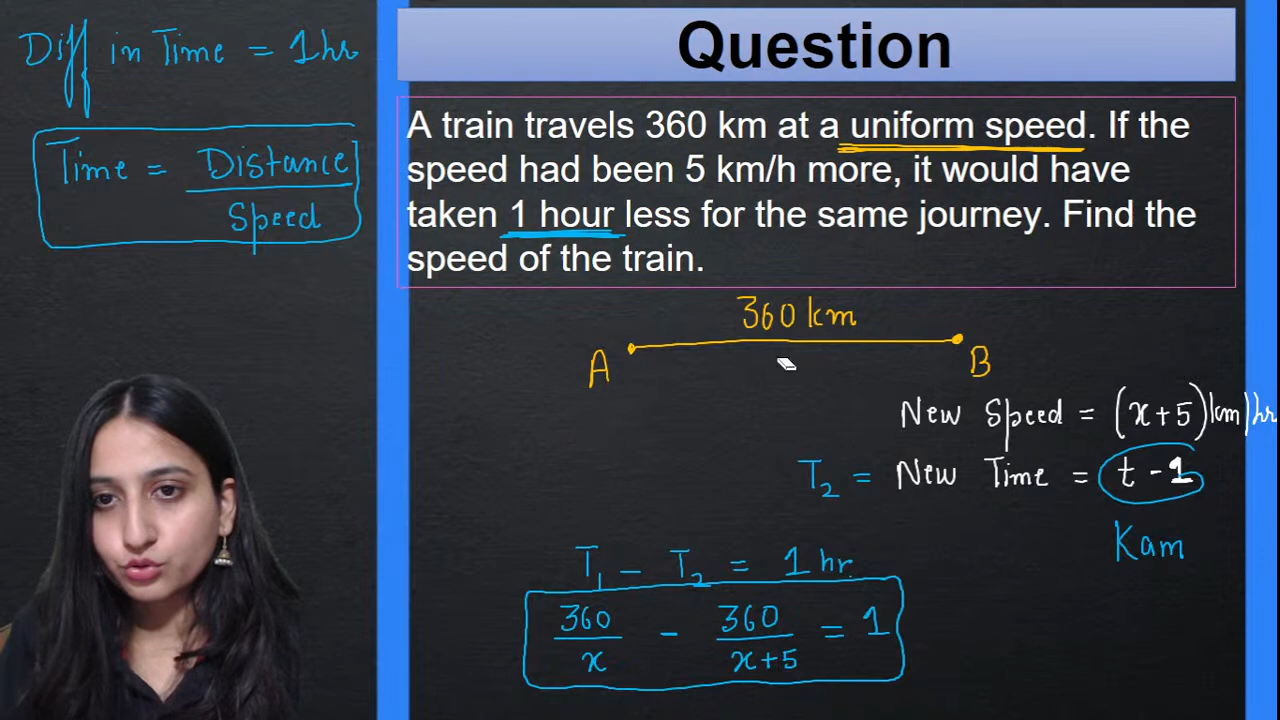 Diff in Time = 1hr
Time = Distance
Speed
Question
A train travels 360 km at a uniform speed. If the
speed had been 5 km/h more, it would have
taken 1 hour less for the same journey. Find the
speed of the train.
360 km
A
B
New Speed = (x+5)km)hr
T2 = New Time = t - 1
Kam
T1 - T2 = 1 hr.
360/x - 360/x+5 = 1